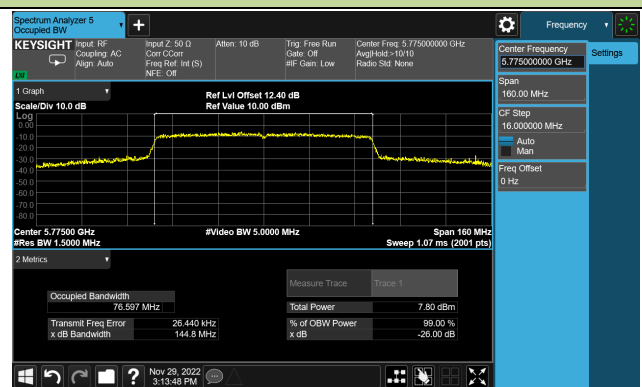 Spectrum Analyzer 5
Occupied BW
Frequency
KEYSIGHT
Input: RF
Coupling: AC
Align: Auto
Input Z: 50 Ω
Corr CCorr
Freq Ref: Int (S)
NFE: Off
Atten: 10 dB
Trig: Free Run
Gate: Off
#IF Gain: Low
Center Freq: 5.775000000 GHz
Avg|Hold:>10/10
Radio Std: None
LXI
Center Frequency
5.775000000 GHz
Settings
Span
160.00 MHz
CF Step
16.000000 MHz
Auto
Man
Freq Offset
0 Hz
1 Graph
Scale/Div 10.0 dB
Ref Lvl Offset 12.40 dB
Ref Value 10.00 dBm
Log
0.00
-10.0
-20.0
-30.0
-40.0
-50.0
-60.0
-70.0
-80.0
Center 5.77500 GHz
#Res BW 1.5000 MHz
#Video BW 5.0000 MHz
Span 160 MHz
Sweep 1.07 ms (2001 pts)
2 Metrics
Measure Trace
Trace 1
Occupied Bandwidth
76.597 MHz
Total Power
7.80 dBm
Transmit Freq Error
26.440 kHz
% of OBW Power
99.00 %
x dB Bandwidth
144.8 MHz
x dB
-26.00 dB
?
Nov 29, 2022
3:13:48 PM